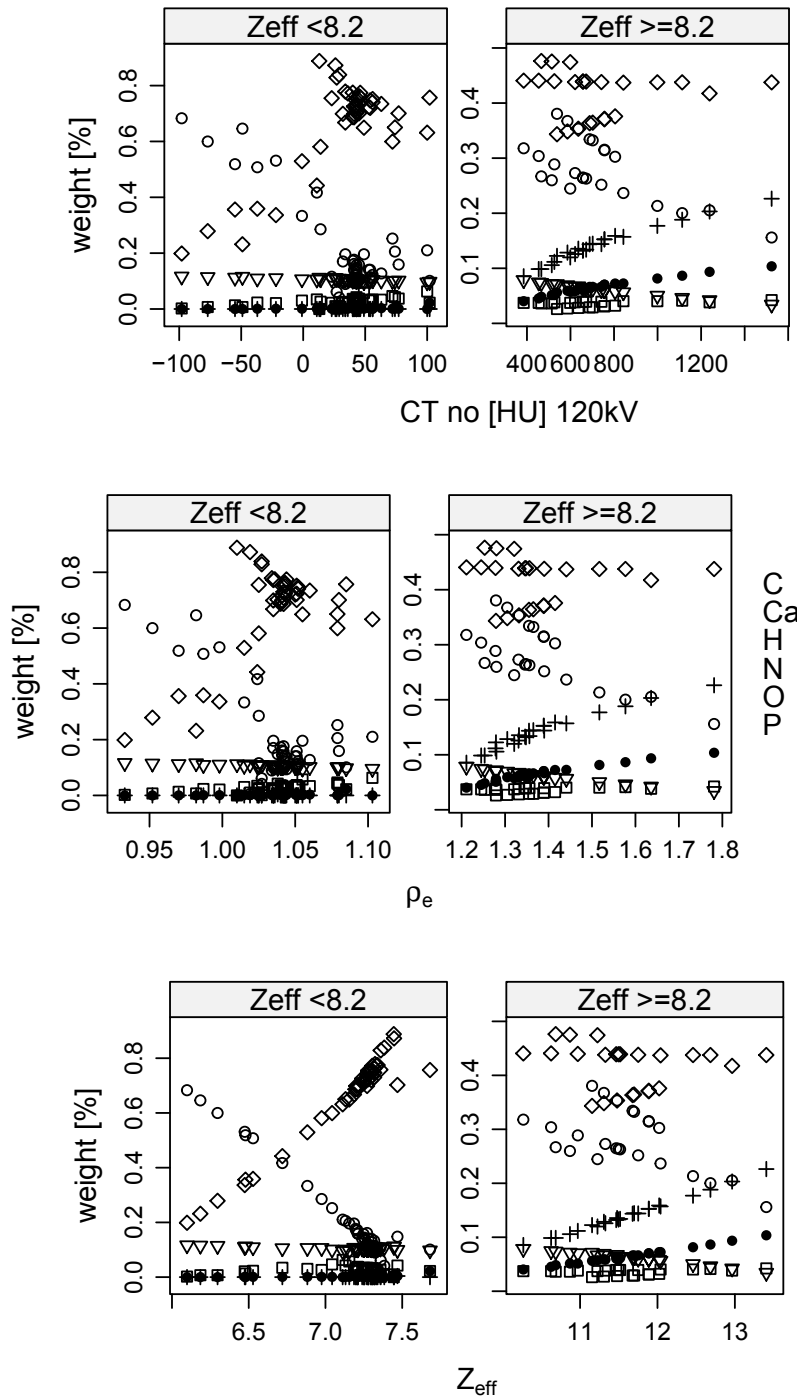 Zeff <8.2 Zeff >=8.2
weight [%]
0.0 0.2 0.4 0.6 0.8
0.1 0.2 0.3 0.4
−100 −50 0 50 100
400 600 800 1200
CT no [HU] 120kV
Zeff <8.2 Zeff >=8.2
weight [%]
0.0 0.2 0.4 0.6 0.8
0.1 0.2 0.3 0.4
0.95 1.00 1.05 1.10
1.2 1.3 1.4 1.5 1.6 1.7 1.8
ρe
C
Ca
H
N
O
P
Zeff <8.2 Zeff >=8.2
weight [%]
0.0 0.2 0.4 0.6 0.8
0.1 0.2 0.3 0.4
6.5 7.0 7.5
11 12 13
Zeff